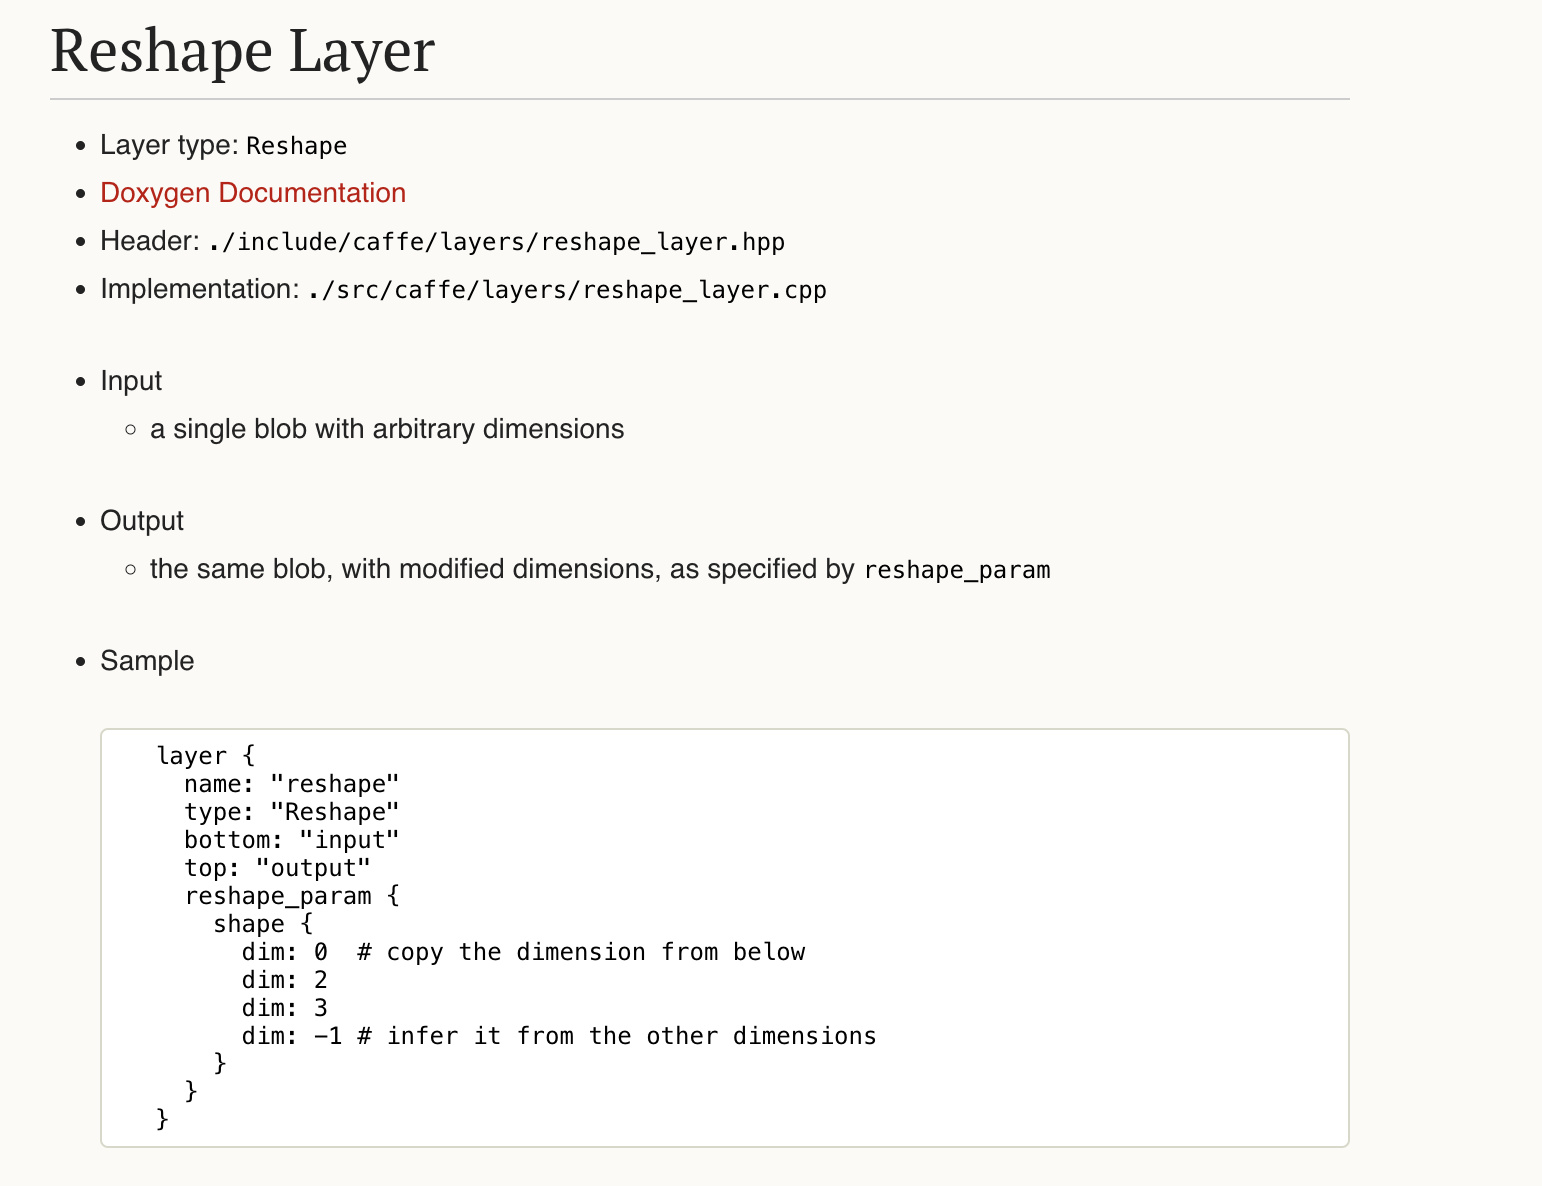 Reshape Layer
Layer type: Reshape
Doxygen Documentation
Header: ./include/caffe/layers/reshape_layer.hpp
Implementation: ./src/caffe/layers/reshape_layer.cpp
Input
a single blob with arbitrary dimensions
Output
the same blob, with modified dimensions, as specified by reshape_param
Sample
layer {
  name: "reshape"
  type: "Reshape"
  bottom: "input"
  top: "output"
  reshape_param {
    shape {
      dim: 0  # copy the dimension from below
      dim: 2
      dim: 3
      dim: -1 # infer it from the other dimensions
    }
  }
}